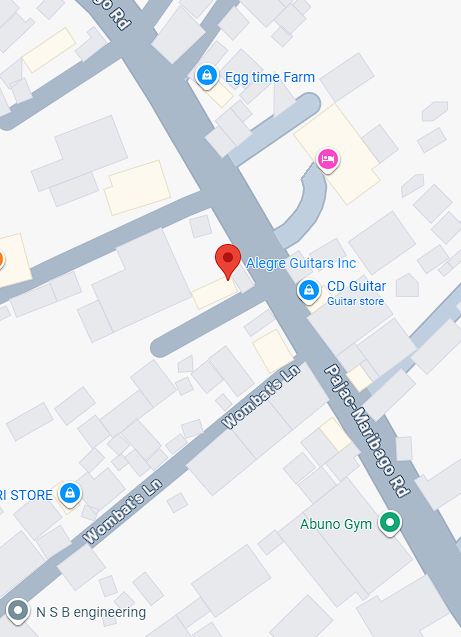 g Rd
Egg time Farm
Alegre Guitars Inc
CD Guitar
Guitar store
Wombat's Ln
Pajac-Maribago Rd
RI STORE
Wombat's Ln
Abuno Gym
N S B engineering